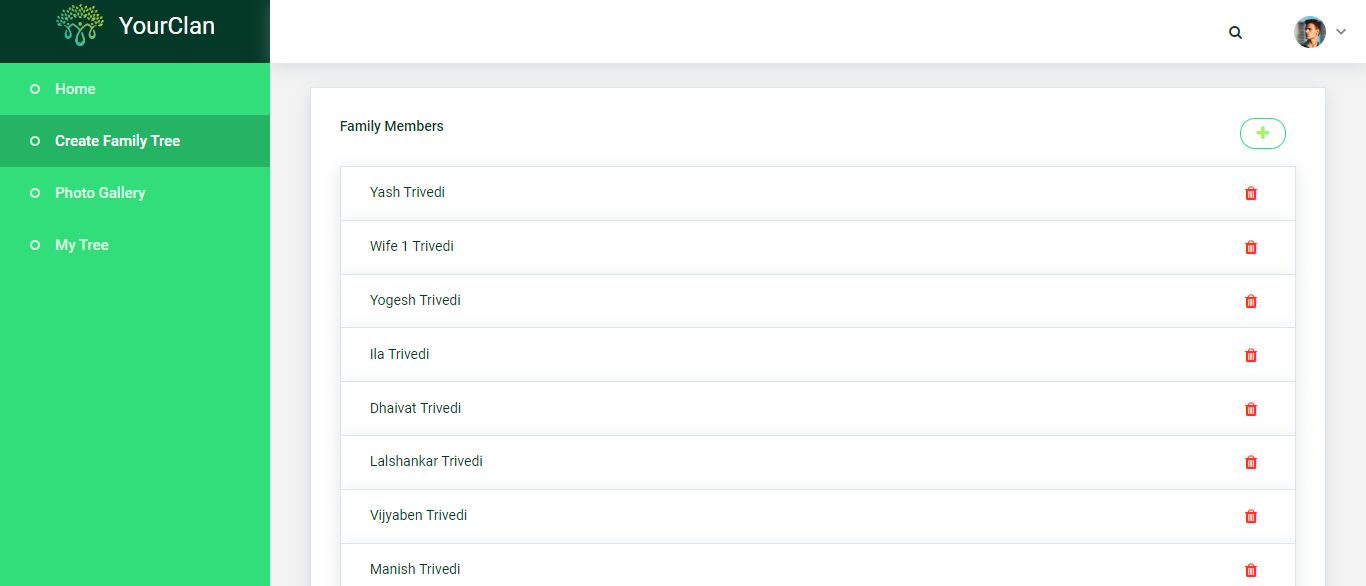 YourClan
Home
Create Family Tree
Photo Gallery
My Tree
Family Members
Yash Trivedi
Wife 1 Trivedi
Yogesh Trivedi
Ila Trivedi
Dhaivat Trivedi
Lalshankar Trivedi
Vijyaben Trivedi
Manish Trivedi